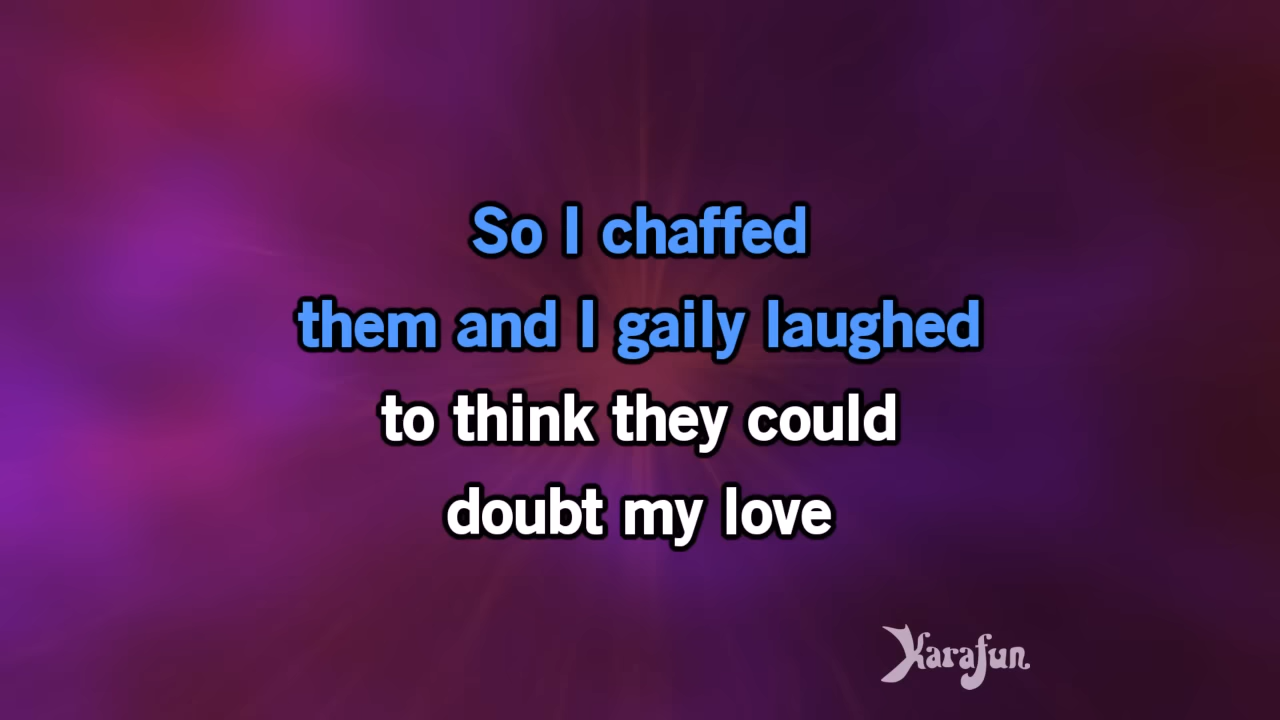 So I chaffed
them and I gaily laughed
to think they could
doubt my love
Karafun